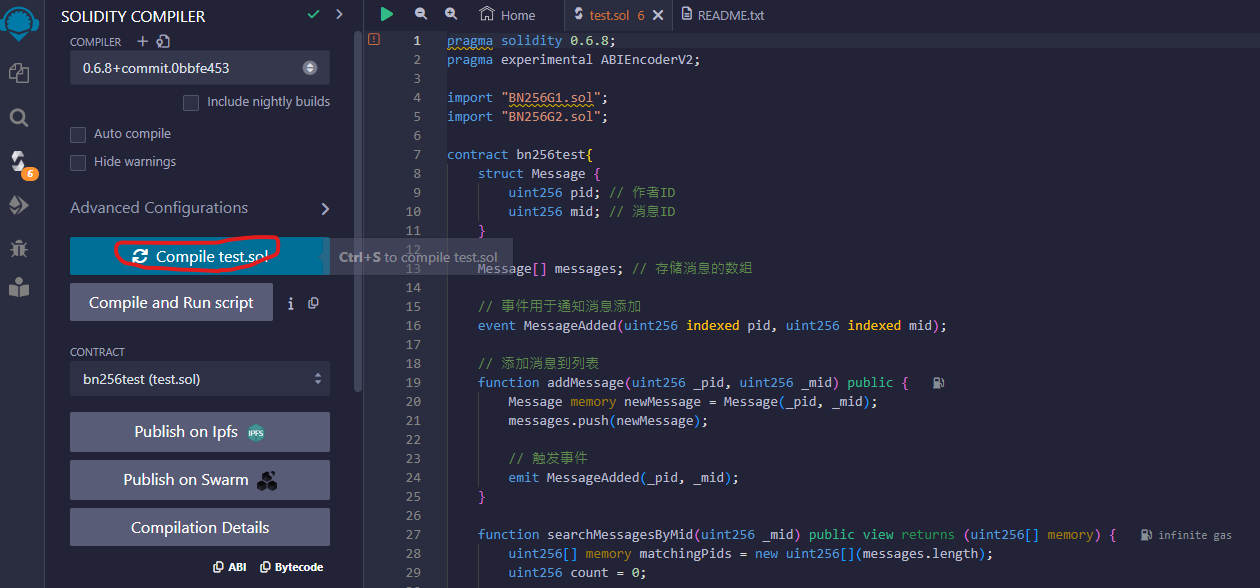 SOLIDITY COMPILER
COMPILER
0.6.8+commit.0bbfe453
Include nightly builds
Auto compile
Hide warnings
6
Advanced Configurations
Compile test.sol
Ctrl+S to compile test.sol
Compile and Run script
CONTRACT
bn256test (test.sol)
Publish on Ipfs
IPFS
Publish on Swarm
Compilation Details
ABI
Bytecode
Home
test.sol 6
README.txt
1 pragma solidity 0.6.8;
2 pragma experimental ABIEncoderV2;
3
4 import "BN256G1.sol";
5 import "BN256G2.sol";
6
7 contract bn256test{
8 struct Message {
9 uint256 pid; // 作者ID
10 uint256 mid; // 消息ID
11 }
12
13 Message[] messages; // 存储消息的数组
14
15 // 事件用于通知消息添加
16 event MessageAdded(uint256 indexed pid, uint256 indexed mid);
17
18 // 添加消息到列表
19 function addMessage(uint256 _pid, uint256 _mid) public {
20 Message memory newMessage = Message(_pid, _mid);
21 messages.push(newMessage);
22
23 // 触发事件
24 emit MessageAdded(_pid, _mid);
25 }
26
27 function searchMessagesByMid(uint256 _mid) public view returns (uint256[] memory) { infinite gas
28 uint256[] memory matchingPids = new uint256[](messages.length);
29 uint256 count = 0;